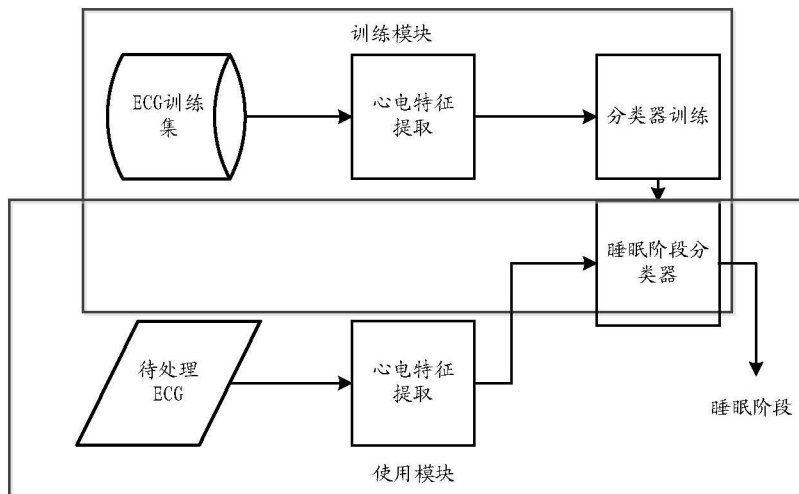 训练模块
ECG训练
集
心电特征
提取
分类器训练
睡眠阶段分
类器
待处理
ECG
心电特征
提取
睡眠阶段
使用模块